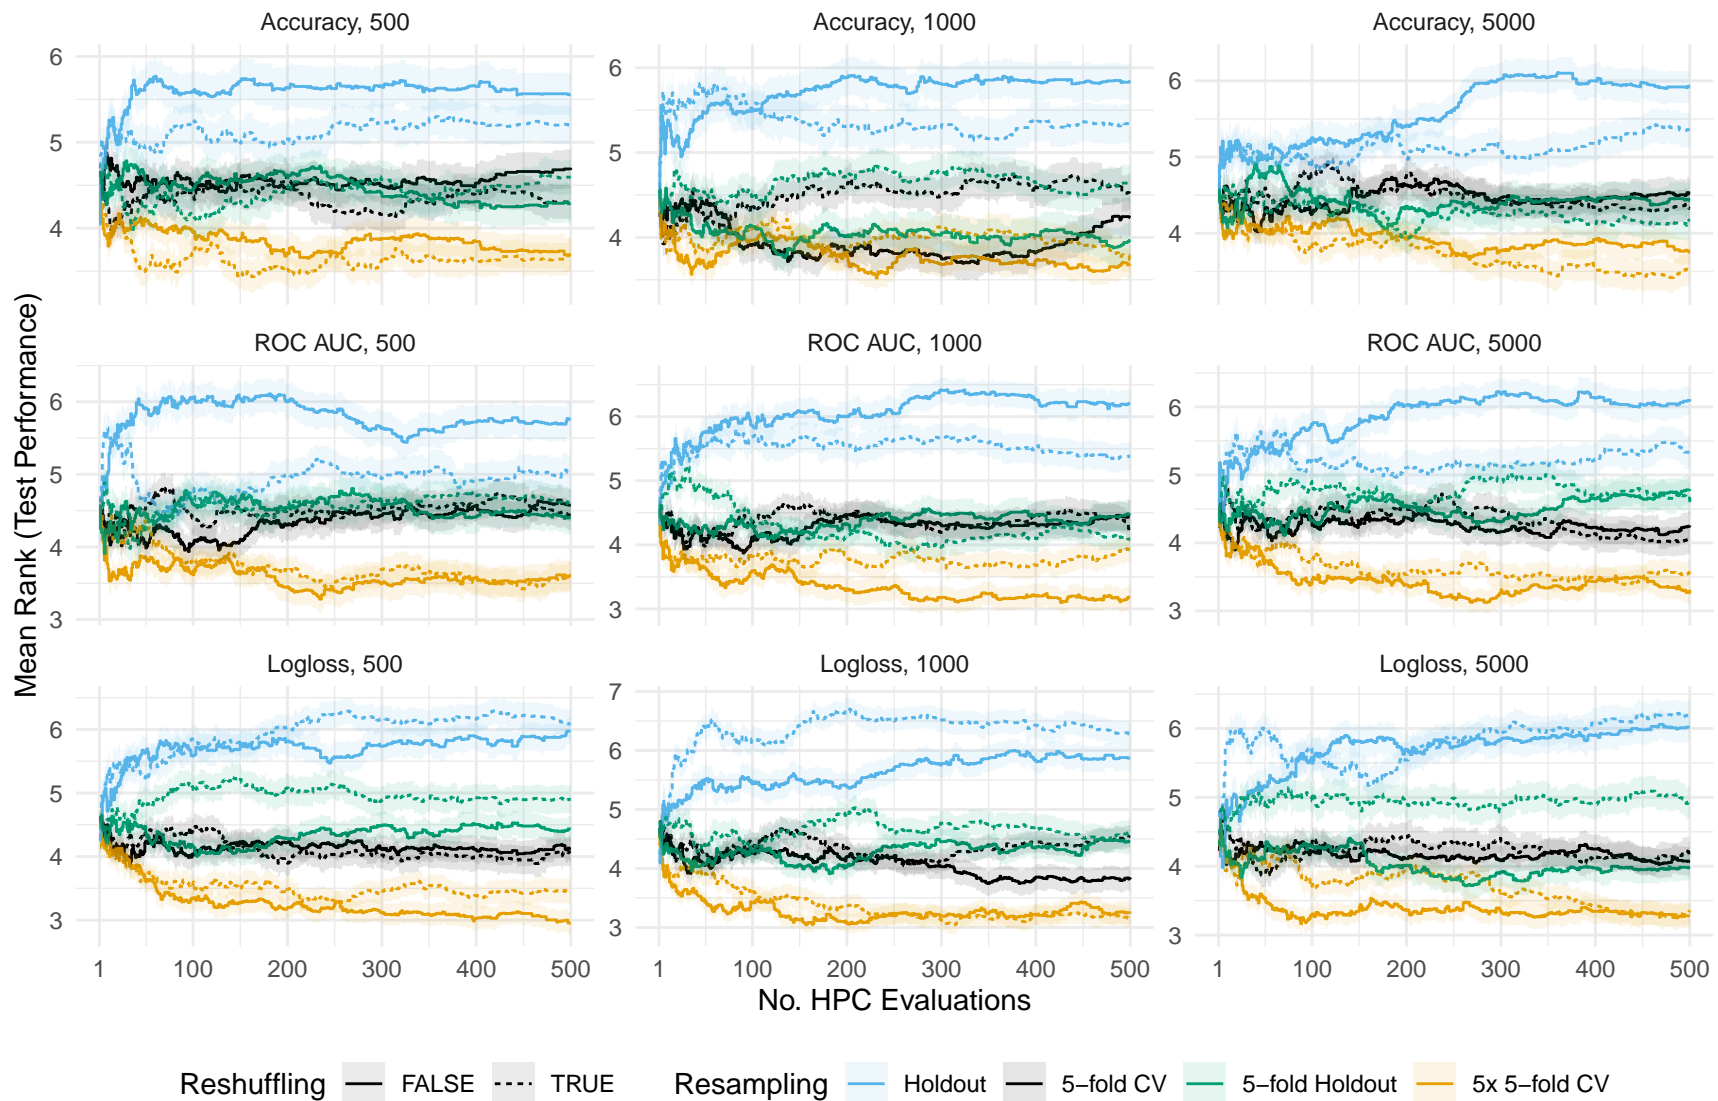 Accuracy, 500
Accuracy, 1000
Accuracy, 5000
6
5
4
6
5
4
6
5
4
ROC AUC, 500
ROC AUC, 1000
ROC AUC, 5000
6
5
4
3
6
5
4
3
6
5
4
3
Logloss, 500
Logloss, 1000
Logloss, 5000
6
5
4
3
7
6
5
4
3
6
5
4
3
1 100 200 300 400 500
1 100 200 300 400 500
1 100 200 300 400 500
Mean Rank (Test Performance)
No. HPC Evaluations
Reshuffling FALSE TRUE Resampling Holdout 5−fold CV 5−fold Holdout 5x 5−fold CV